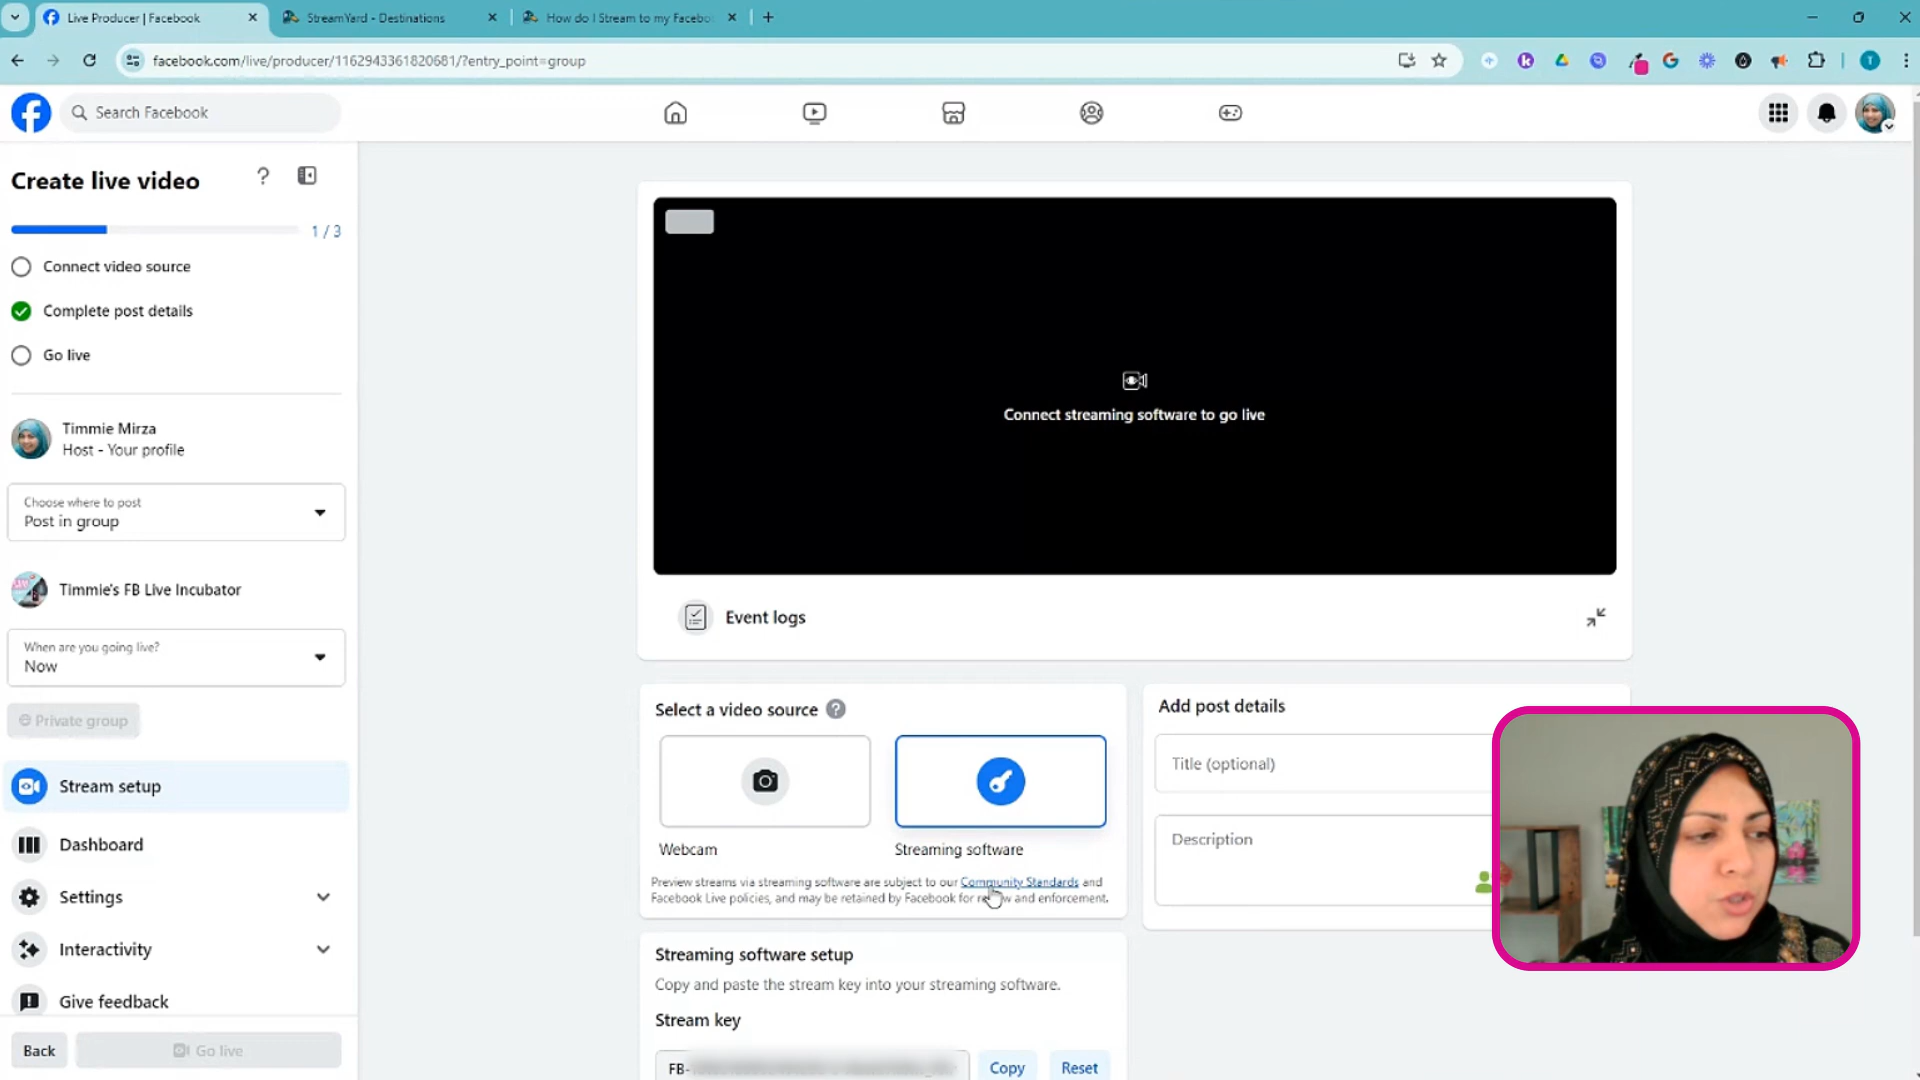 Live Producer | Facebook
StreamYard - Destinations
How do I Stream to my Facebo
facebook.com/live/producer/1162943361820681/?entry_point=group
Search Facebook
Create live video
1 / 3
Connect video source
Complete post details
Go live
Timmie Mirza
Host - Your profile
Choose where to post
Post in group
Timmie's FB Live Incubator
When are you going live?
Now
Private group
Stream setup
Dashboard
Settings
Interactivity
Give feedback
Back
Go live
Connect streaming software to go live
Event logs
Select a video source
Webcam
Streaming software
Preview streams via streaming software are subject to our Community Standards and
Facebook Live policies, and may be retained by Facebook for and enforcement.
Streaming software setup
Copy and paste the stream key into your streaming software.
Stream key
FB-
Copy
Reset
Add post details
Title (optional)
Description